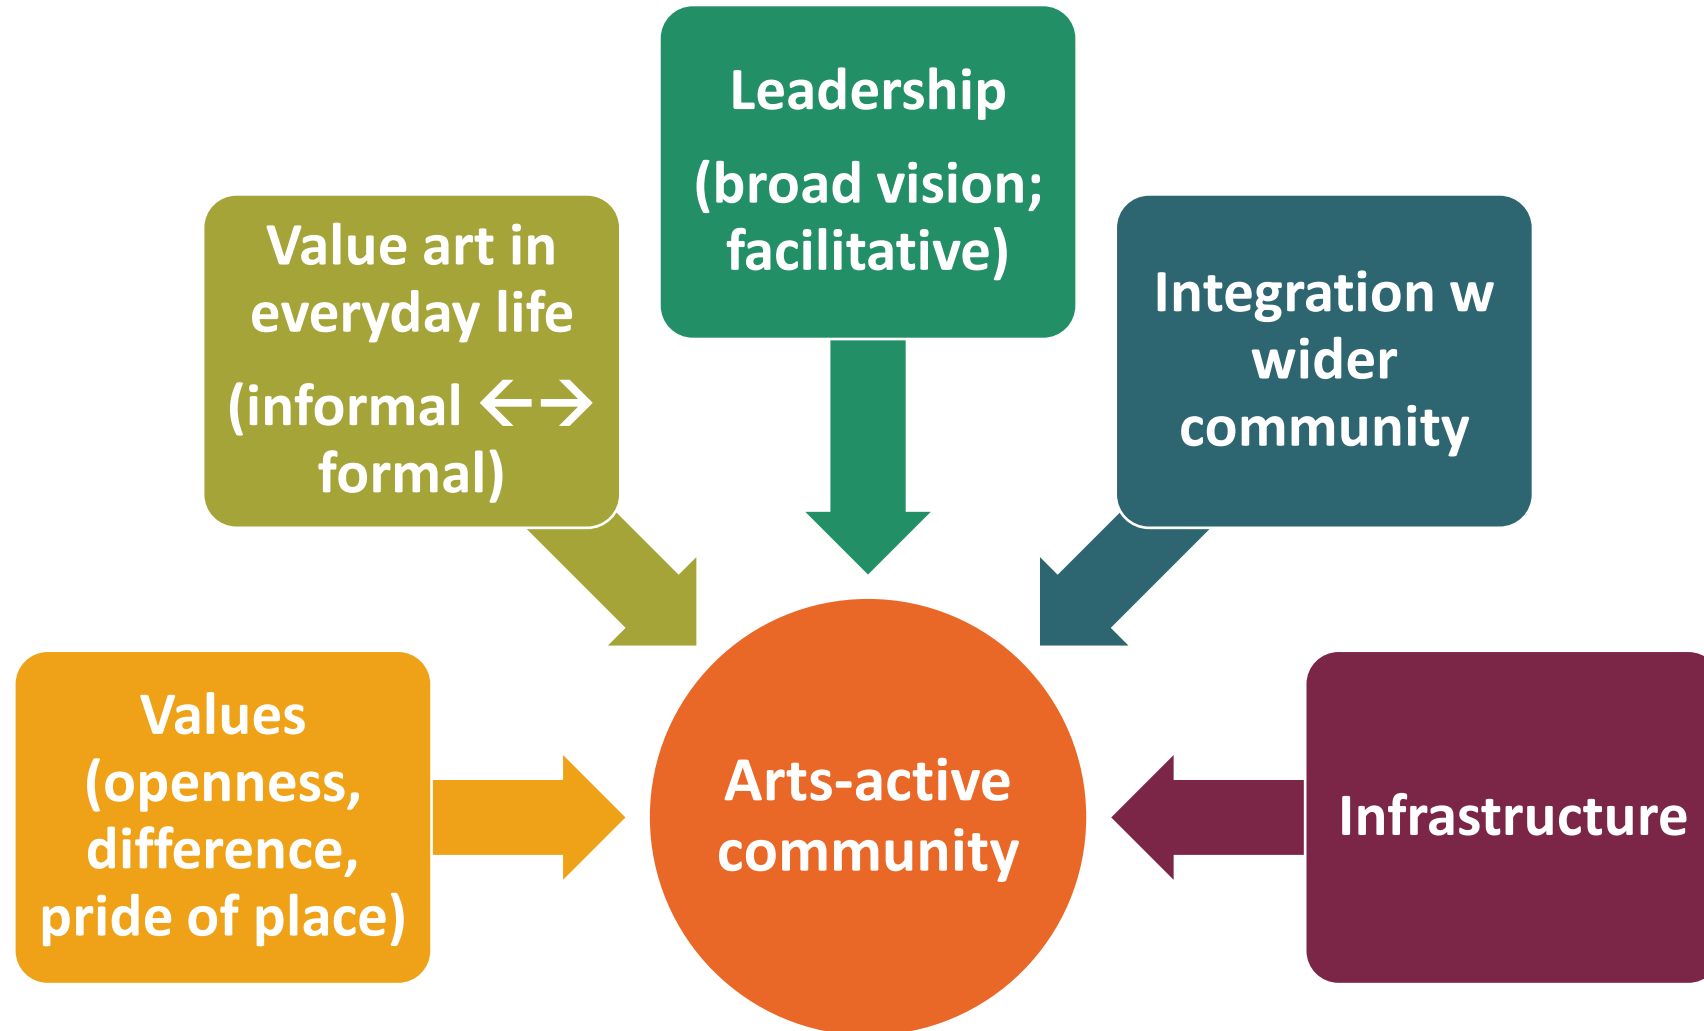 Leadership
(broad vision;
facilitative)
Value art in
everyday life
(informal ←→
formal)
Integration w
wider
community
Values
(openness,
difference,
pride of place)
Arts-active
community
Infrastructure